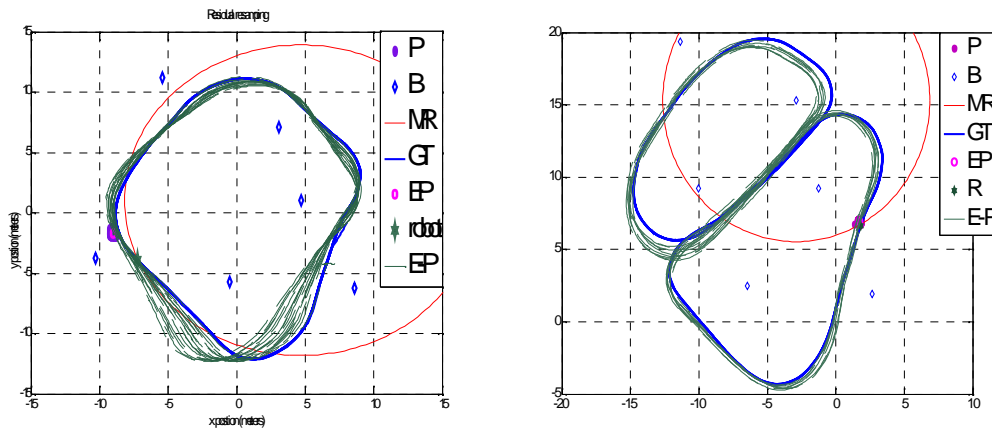 Residual resampling
15
10
5
0
-5
-10
-15
y position (meters)
-15 -10 -5 0 5 10 15
x position (meters)
P
B
MR
GT
EP
robot
E-P
20
15
10
5
0
-5
-20 -15 -10 -5 0 5 10
P
B
MR
GT
EP
R
E-P